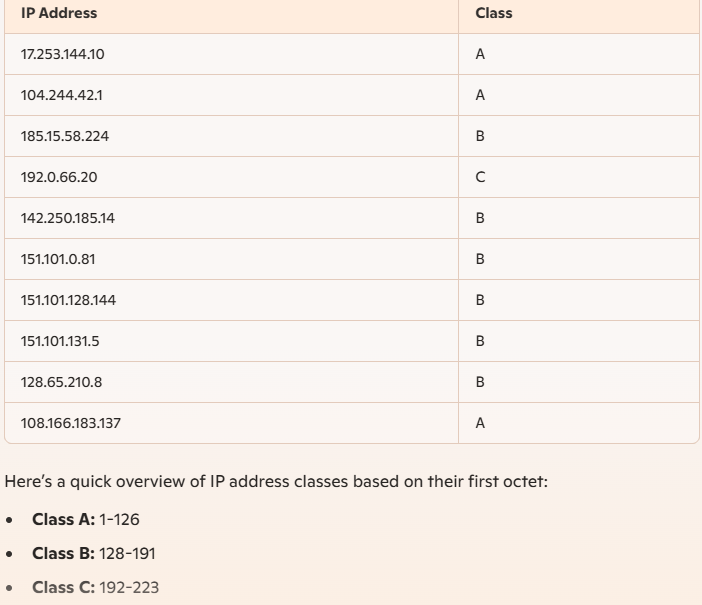 IP Address Class
17.253.144.10 A
104.244.42.1 A
185.15.58.224 B
192.0.66.20 C
142.250.185.14 B
151.101.0.81 B
151.101.128.144 B
151.101.131.5 B
128.65.210.8 B
108.166.183.137 A
Here's a quick overview of IP address classes based on their first octet:
• Class A: 1-126
• Class B: 128-191
• Class C: 192-223